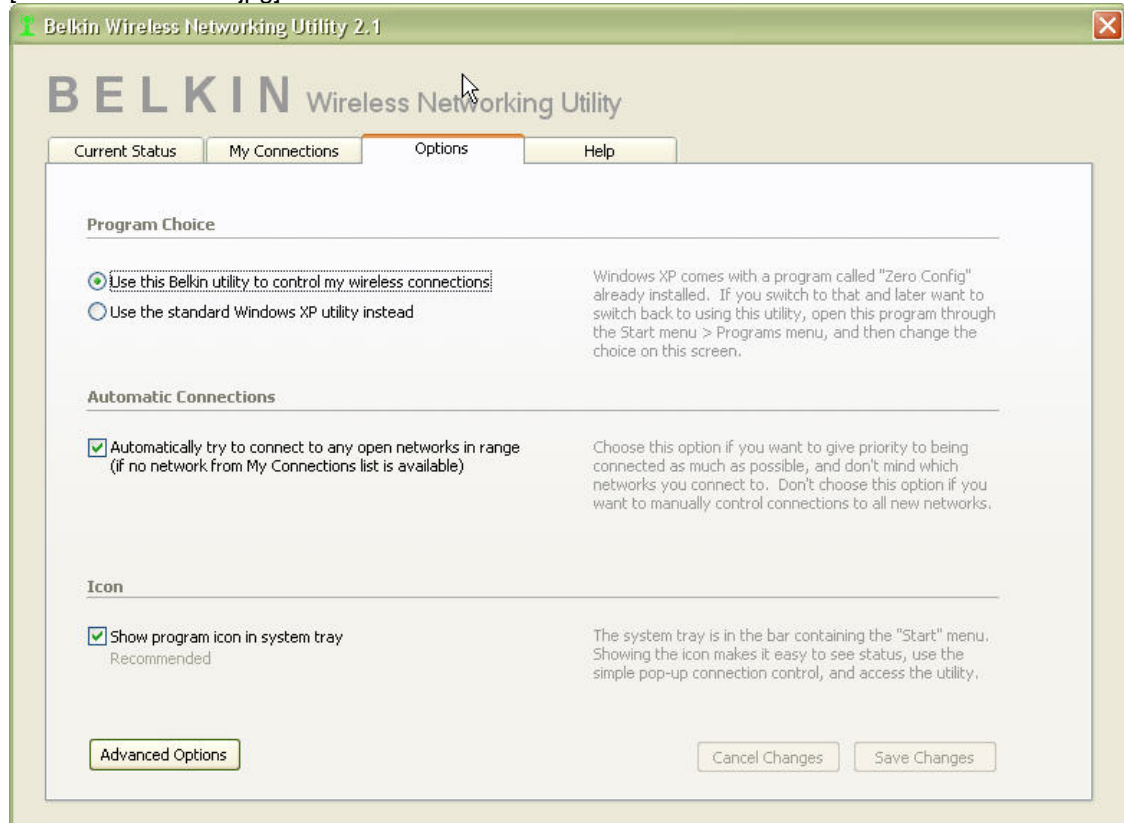 Belkin Wireless Networking Utility 2.1
BELKIN Wireless Networking Utility
Current Status
My Connections
Options
Help
Program Choice
Use this Belkin utility to control my wireless connections
Use the standard Windows XP utility instead
Windows XP comes with a program called "Zero Config"
already installed. If you switch to that and later want to
switch back to using this utility, open this program through
the Start menu > Programs menu, and then change the
choice on this screen.
Automatic Connections
Automatically try to connect to any open networks in range
(if no network from My Connections list is available)
Choose this option if you want to give priority to being
connected as much as possible, and don't mind which
networks you connect to. Don't choose this option if you
want to manually control connections to all new networks.
Icon
Show program icon in system tray
Recommended
The system tray is in the bar containing the "Start" menu.
Showing the icon makes it easy to see status, use the
simple pop-up connection control, and access the utility.
Advanced Options
Cancel Changes
Save Changes